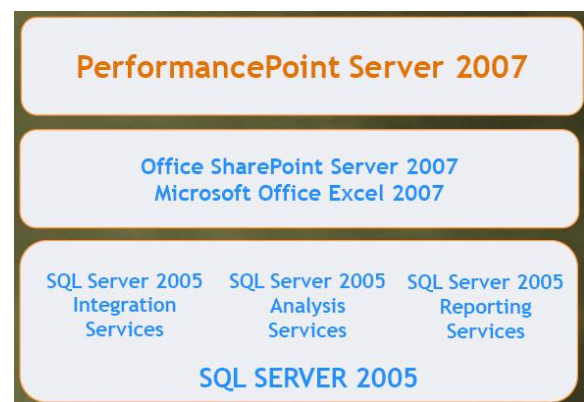 PerformancePoint Server 2007
Office SharePoint Server 2007
Microsoft Office Excel 2007
SQL Server 2005
Integration
Services
SQL Server 2005
Analysis
Services
SQL Server 2005
Reporting
Services
SQL SERVER 2005